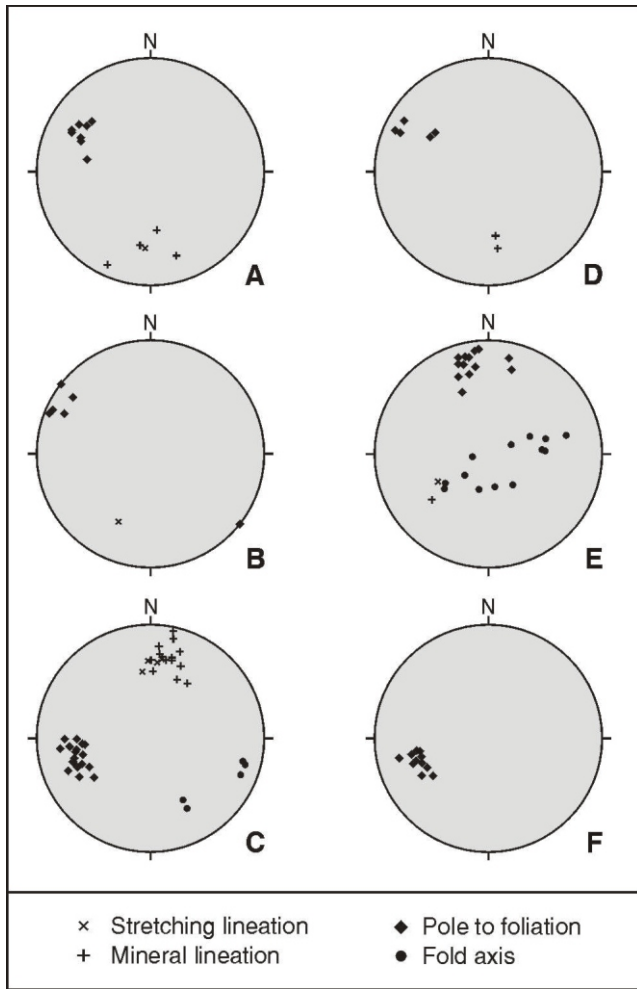 N
N
A
D
N
N
B
E
N
N
C
F
Stretching lineation
Pole to foliation
Mineral lineation
Fold axis